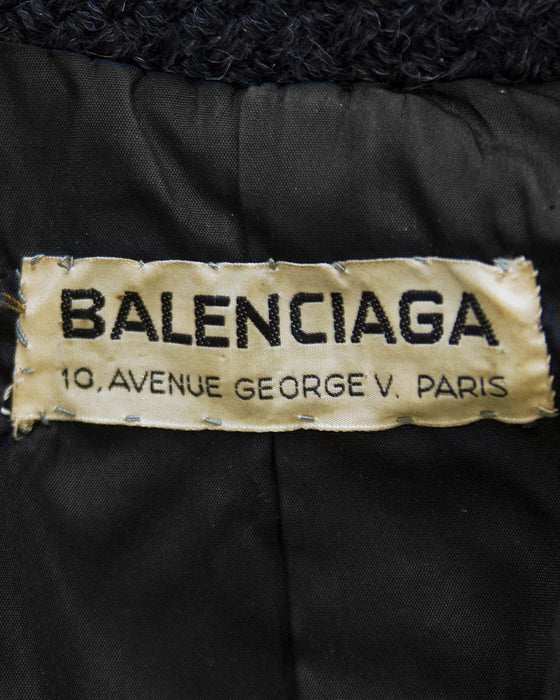 BALENCIAGA
10, AVENUE GEORGE V. PARIS